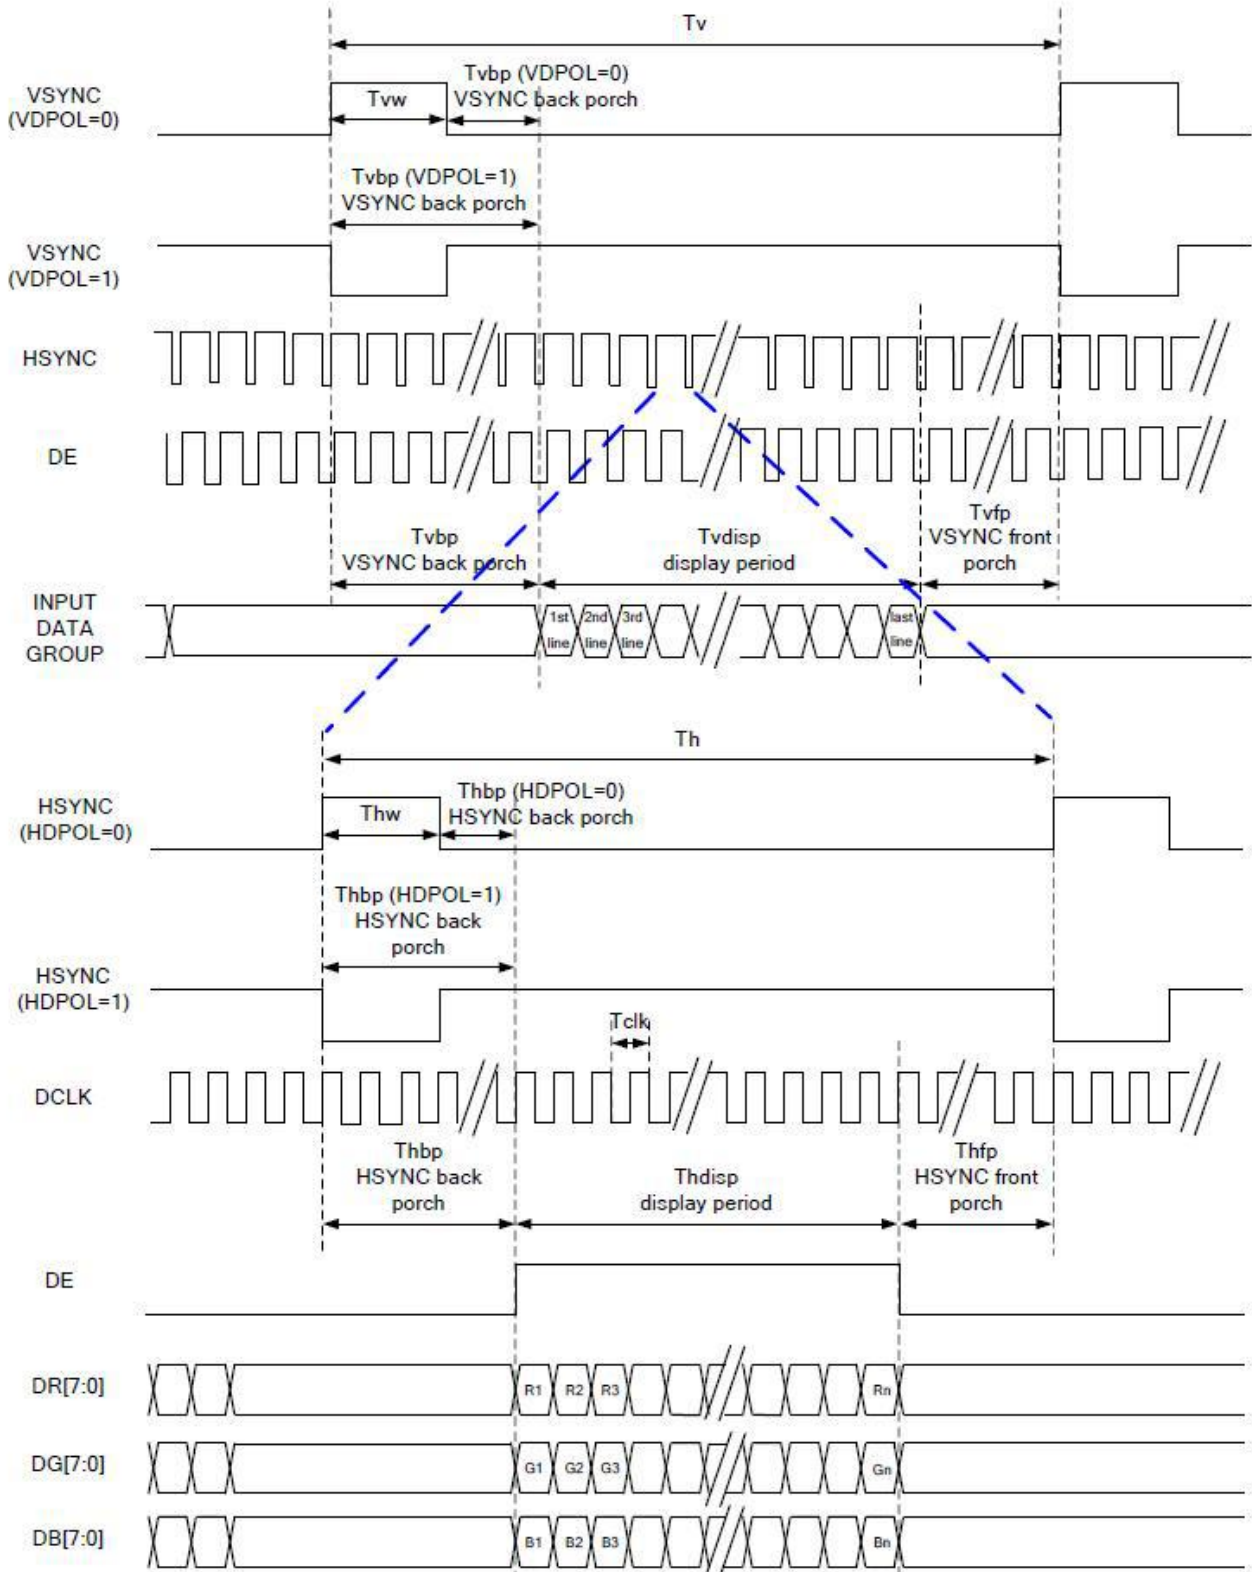 Tv
VSYNC
(VDPOL=0)
Tvw
Tvbp (VDPOL=0)
VSYNC back porch
Tvbp (VDPOL=1)
VSYNC back porch
VSYNC
(VDPOL=1)
HSYNC
DE
Tvbp
VSYNC back porch
Tvdisp
display period
Tvfp
VSYNC front
porch
INPUT
DATA
GROUP
1st
line
2nd
line
3rd
line
last
line
Th
HSYNC
(HDPOL=0)
Thw
Thbp (HDPOL=0)
HSYNC back porch
Thbp (HDPOL=1)
HSYNC back
porch
HSYNC
(HDPOL=1)
Tclk
DCLK
Thbp
HSYNC back
porch
Thdisp
display period
Thfp
HSYNC front
porch
DE
DR[7:0]
R1 R2 R3 Rn
DG[7:0]
G1 G2 G3 Gn
DB[7:0]
B1 B2 B3 Bn